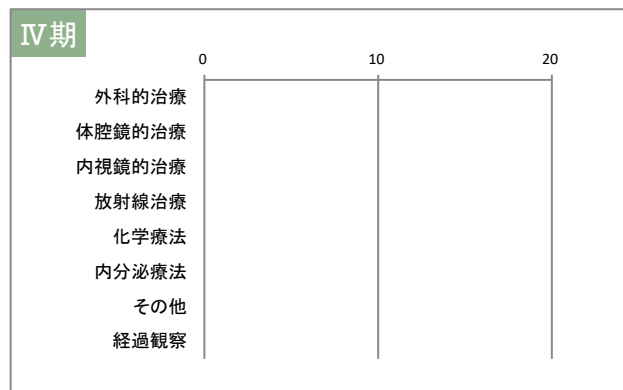 Ⅳ期
0 10 20
外科的治療
体腔鏡的治療
内視鏡的治療
放射線治療
化学療法
内分泌療法
その他
経過観察